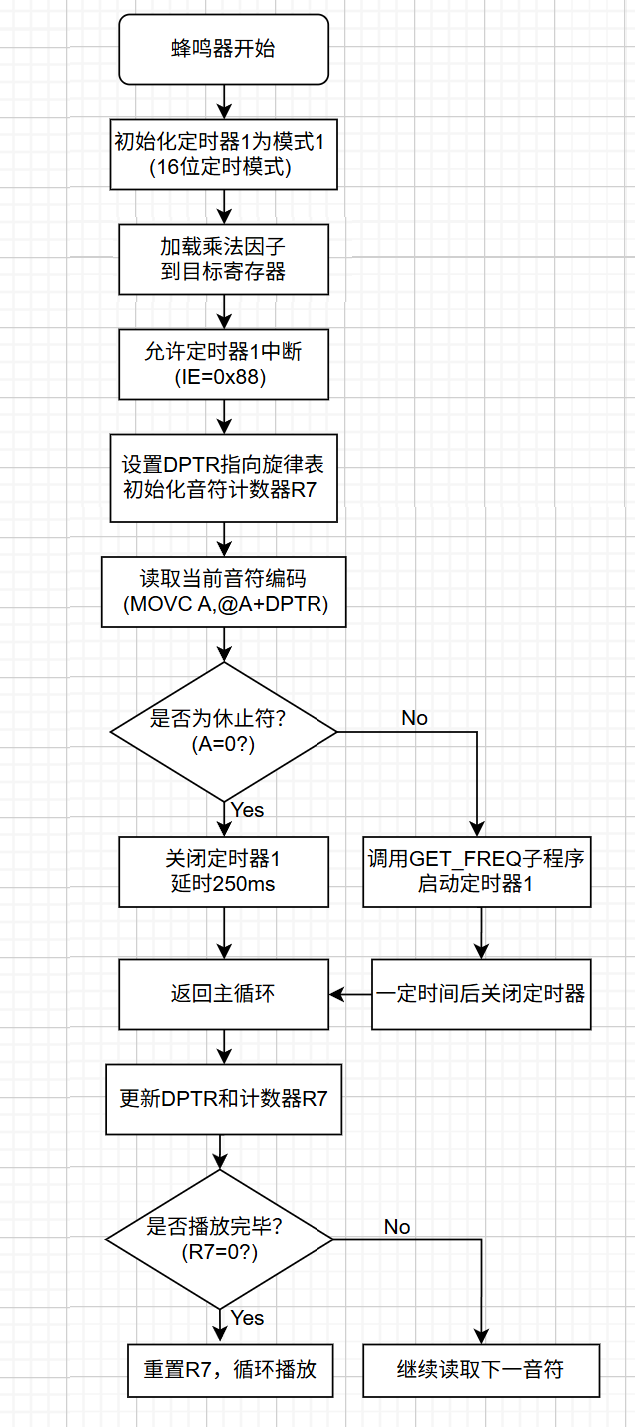 蜂鸣器开始
初始化定时器1为模式1
(16位定时模式)
加载乘法因子
到目标寄存器
允许定时器1中断
(IE=0x88)
设置DPTR指向旋律表
初始化音符计数器R7
读取当前音符编码
(MOVC A,@A+DPTR)
是否为休止符？
(A=0?)
No
Yes
关闭定时器1
延时250ms
调用GET_FREQ子程序
启动定时器1
返回主循环
一定时间后关闭定时器
更新DPTR和计数器R7
是否播放完毕？
(R7=0?)
No
Yes
重置R7，循环播放
继续读取下一音符